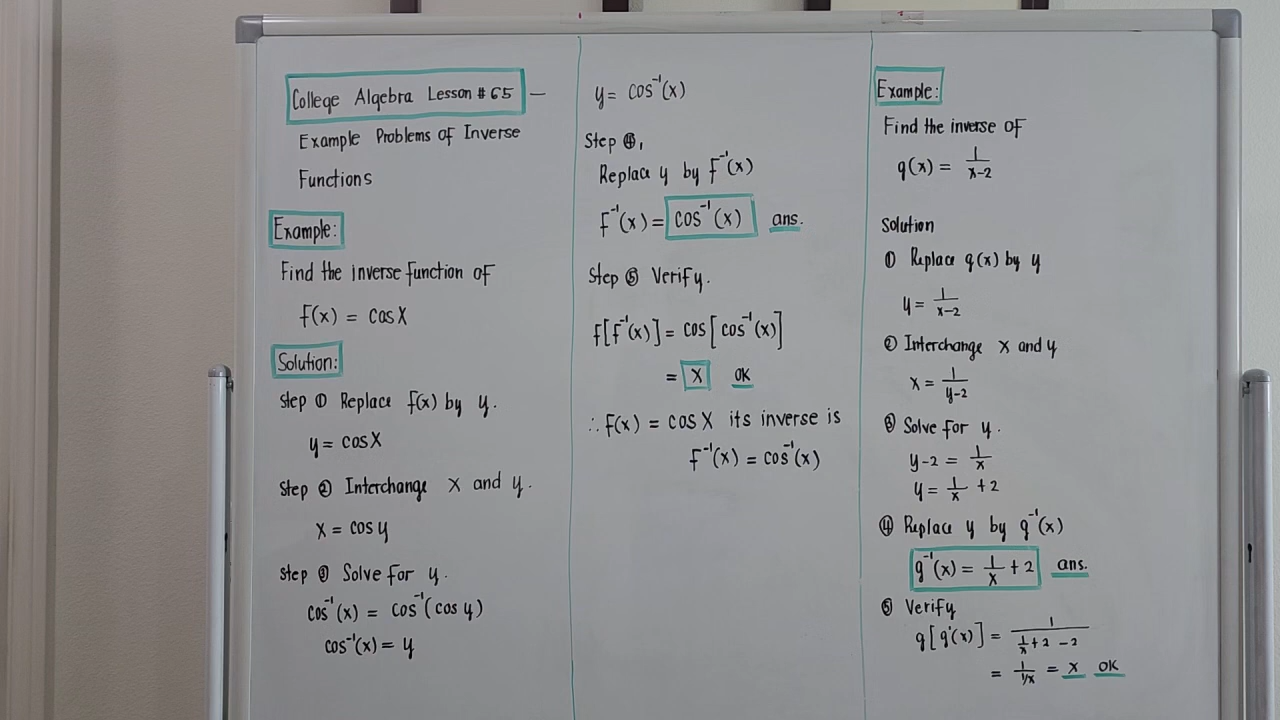 College Algebra Lesson # 65 —
Example Problems of Inverse
Functions
Example:
Find the inverse function of
f(x) = cos X
Solution:
Step ① Replace f(x) by y.
y = cos X
Step ② Interchange X and y.
X = cos y
Step ③ Solve for y.
cos⁻¹(x) = cos⁻¹(cos y)
cos⁻¹(x) = y
y = cos⁻¹(x)
Step ④,
Replace y by F⁻¹(x)
F⁻¹(x) = cos⁻¹(x) ans.
Step ⑤ Verify.
f[f⁻¹(x)] = cos[cos⁻¹(x)]
= X OK
∴ F(x) = cos X its inverse is
F⁻¹(x) = cos⁻¹(x)
Example:
Find the inverse of
g(x) = 1/(x-2)
Solution
① Replace g(x) by y
y = 1/(x-2)
② Interchange x and y
x = 1/(y-2)
③ Solve for y.
y-2 = 1/x
y = 1/x + 2
④ Replace y by g⁻¹(x)
g⁻¹(x) = 1/x + 2 ans.
⑤ Verify
g[g⁻¹(x)] = 1/(1/x + 2 - 2)
= 1/(1/x) = x OK